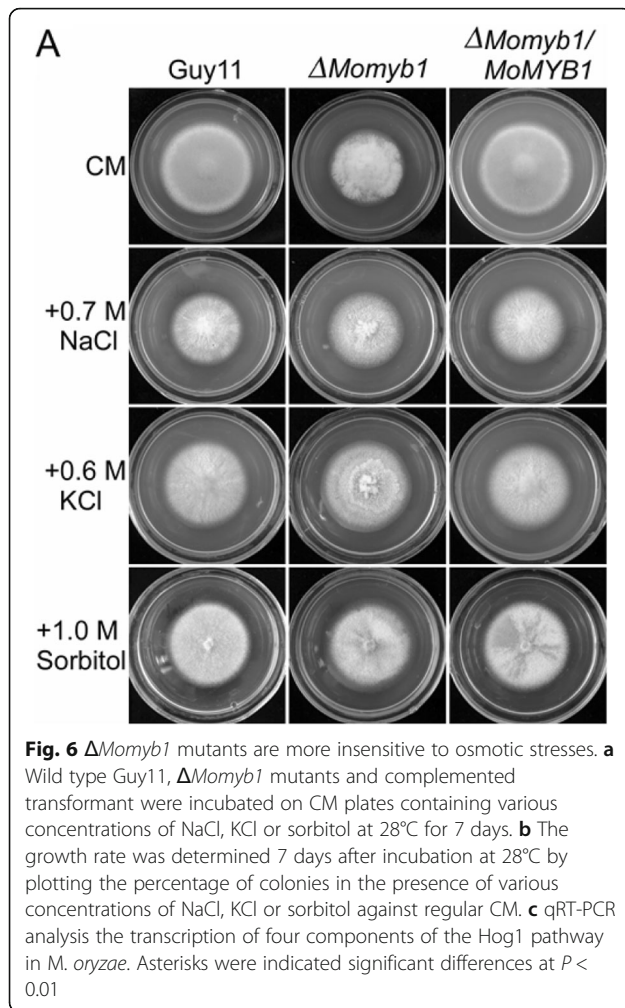 A
Guy11 ΔMomyb1 ΔMomyb1/
MoMYB1
CM
+0.7 M
NaCl
+0.6 M
KCl
+1.0 M
Sorbitol
Fig. 6 ΔMomyb1 mutants are more insensitive to osmotic stresses. a
Wild type Guy11, ΔMomyb1 mutants and complemented
transformant were incubated on CM plates containing various
concentrations of NaCl, KCl or sorbitol at 28°C for 7 days. b The
growth rate was determined 7 days after incubation at 28°C by
plotting the percentage of colonies in the presence of various
concentrations of NaCl, KCl or sorbitol against regular CM. c qRT-PCR
analysis the transcription of four components of the Hog1 pathway
in M. oryzae. Asterisks were indicated significant differences at P <
0.01